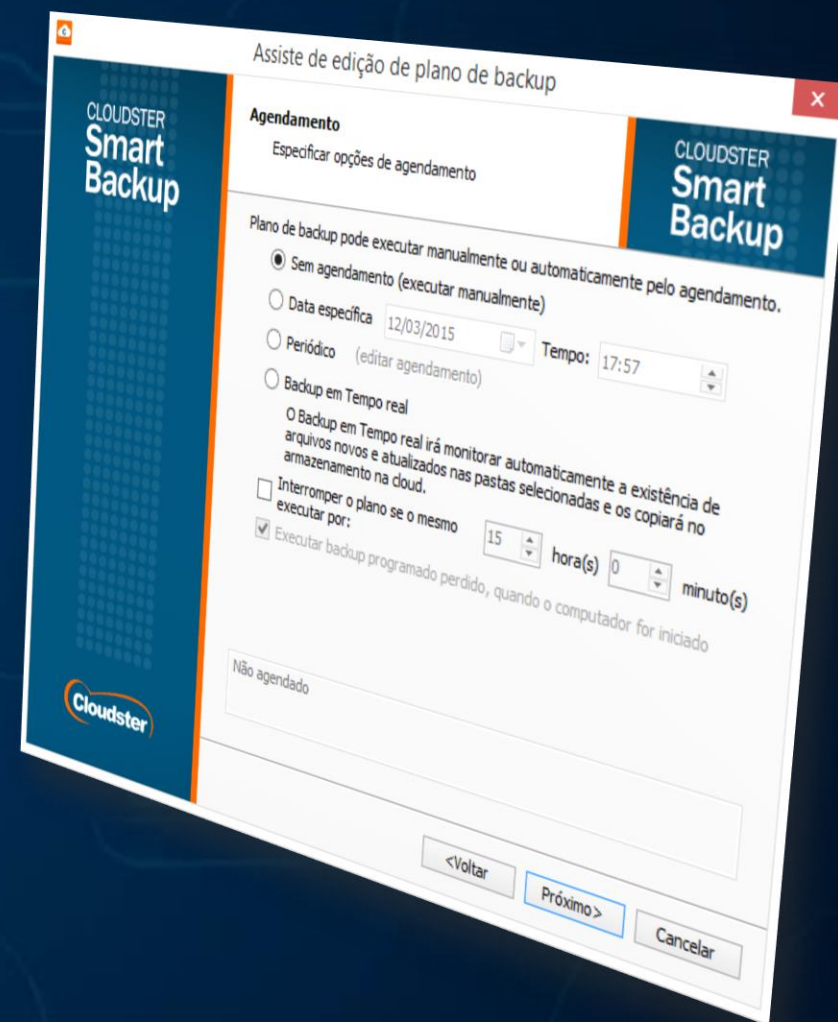 Assiste de edição de plano de backup
CLOUDSTER
Smart
Backup
Agendamento
Especificar opções de agendamento
CLOUDSTER
Smart
Backup
Plano de backup pode executar manualmente ou automaticamente pelo agendamento.
Sem agendamento (executar manualmente)
Data específica 12/03/2015 Tempo: 17:57
Periódico (editar agendamento)
Backup em Tempo real
O Backup em Tempo real irá monitorar automaticamente a existência de
arquivos novos e atualizados nas pastas selecionadas e os copiará no
armazenamento na cloud.
Interromper o plano se o mesmo
executar por: 15 hora(s) 0 minuto(s)
Executar backup programado perdido, quando o computador for iniciado
Não agendado
Cloudster
<Voltar Próximo> Cancelar